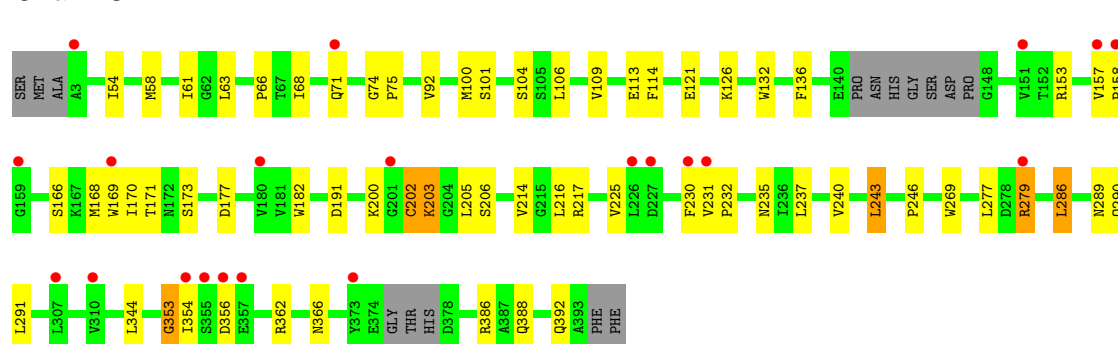 SER MET ALA A3 I54 M58 I61 G62 L63 P66 T67 I68 Q71 G74 P75 V92 M100 S101 S104 S105 L106 V109 E113 F114 E121 K126 W132 F136 E140 PRO ASN HIS GLY SER ASP PRO G148 V151 T152 R153 V157
G159 S166 K167 M168 W169 I170 T171 N172 S173 D177 V180 V181 W182 D191 K200 G201 C202 K203 G204 L205 S206 V214 G215 L216 R217 V225 L226 D227 F230 V231 P232 N235 I236 L237 V240 L243 P246 W269 L277 D278 R279 L286 N289
L291 L307 V310 L344 G353 I354 S355 D356 E357 R362 N366 Y373 E374 GLY THR HIS D378 R386 A387 Q388 Q392 A393 PHE PHE